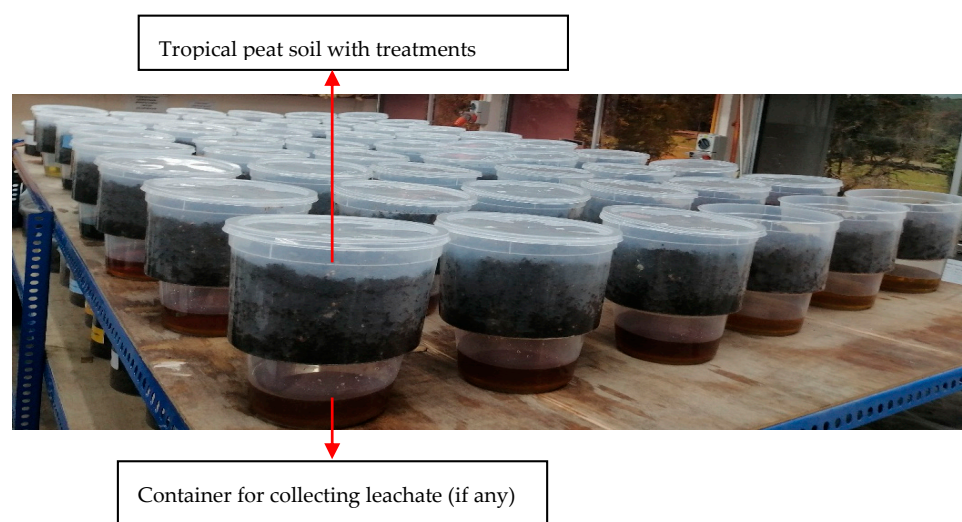 Tropical peat soil with treatments
Container for collecting leachate (if any)